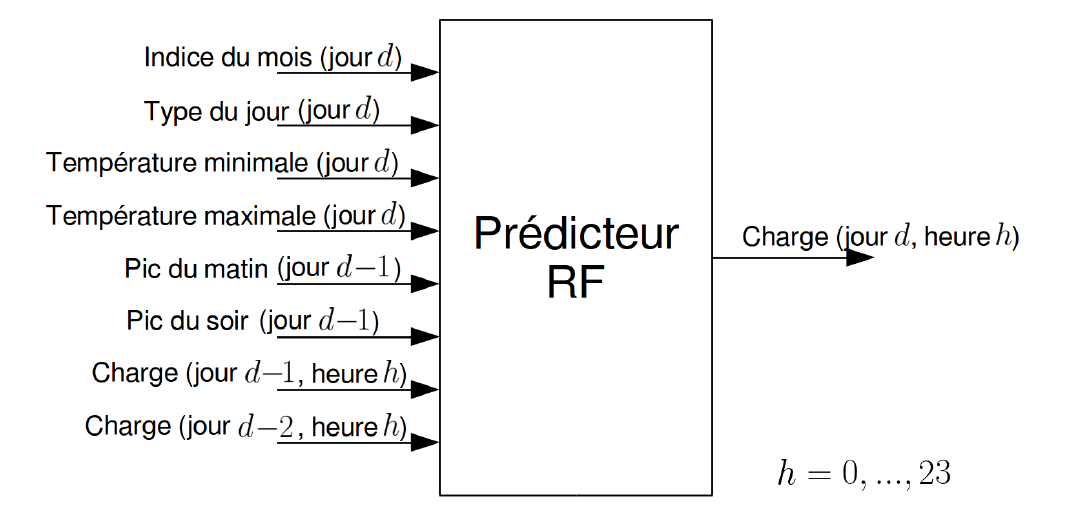 Indice du mois (jour d)
Type du jour (jour d)
Température minimale (jour d)
Température maximale (jour d)
Pic du matin (jour d−1)
Pic du soir (jour d−1)
Charge (jour d−1, heure h)
Charge (jour d−2, heure h)
Prédicteur
RF
Charge (jour d, heure h)
h = 0, ..., 23